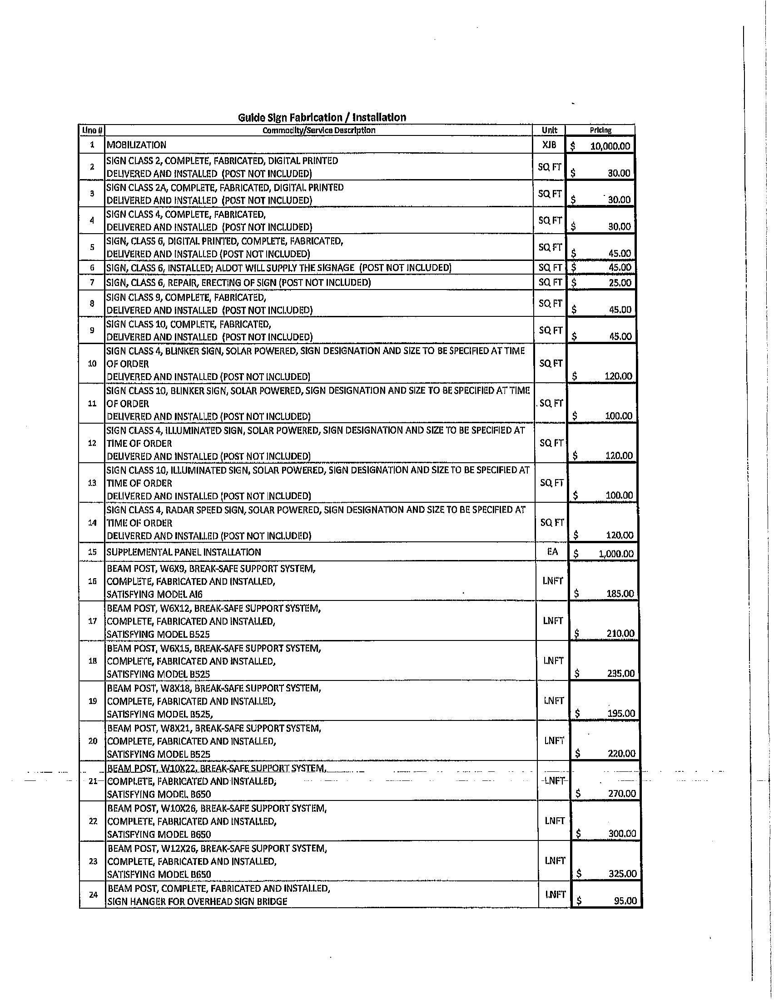 Guide Sign Fabrication / Installation
Line # Commodity/Service Description Unit Pricing
1 MOBILIZATION XJB $ 10,000.00
SIGN CLASS 2, COMPLETE, FABRICATED, DIGITAL PRINTED
2 DELIVERED AND INSTALLED (POST NOT INCLUDED) SQ FT $ 30.00
SIGN CLASS 2A, COMPLETE, FABRICATED, DIGITAL PRINTED
3 DELIVERED AND INSTALLED (POST NOT INCLUDED) SQ FT $ 30.00
SIGN CLASS 4, COMPLETE, FABRICATED,
4 DELIVERED AND INSTALLED (POST NOT INCLUDED) SQ FT $ 30.00
SIGN, CLASS 6, DIGITAL PRINTED, COMPLETE, FABRICATED,
5 DELIVERED AND INSTALLED (POST NOT INCLUDED) SQ FT $ 45.00
6 SIGN, CLASS 6, INSTALLED; ALDOT WILL SUPPLY THE SIGNAGE (POST NOT INCLUDED) SQ FT $ 45.00
7 SIGN, CLASS 6, REPAIR, ERECTING OF SIGN (POST NOT INCLUDED) SQ FT $ 25.00
SIGN CLASS 9, COMPLETE, FABRICATED,
8 DELIVERED AND INSTALLED (POST NOT INCLUDED) SQ FT $ 45.00
SIGN CLASS 10, COMPLETE, FABRICATED,
9 DELIVERED AND INSTALLED (POST NOT INCLUDED) SQ FT $ 45.00
SIGN CLASS 4, BLINKER SIGN, SOLAR POWERED, SIGN DESIGNATION AND SIZE TO BE SPECIFIED AT TIME
10 OF ORDER SQ FT
DELIVERED AND INSTALLED (POST NOT INCLUDED) $ 120.00
SIGN CLASS 10, BLINKER SIGN, SOLAR POWERED, SIGN DESIGNATION AND SIZE TO BE SPECIFIED AT TIME
11 OF ORDER SQ FT
DELIVERED AND INSTALLED (POST NOT INCLUDED) $ 100.00
SIGN CLASS 4, ILLUMINATED SIGN, SOLAR POWERED, SIGN DESIGNATION AND SIZE TO BE SPECIFIED AT
12 TIME OF ORDER SQ FT
DELIVERED AND INSTALLED (POST NOT INCLUDED) $ 120.00
SIGN CLASS 10, ILLUMINATED SIGN, SOLAR POWERED, SIGN DESIGNATION AND SIZE TO BE SPECIFIED AT
13 TIME OF ORDER SQ FT
DELIVERED AND INSTALLED (POST NOT INCLUDED) $ 100.00
SIGN CLASS 4, RADAR SPEED SIGN, SOLAR POWERED, SIGN DESIGNATION AND SIZE TO BE SPECIFIED AT
14 TIME OF ORDER SQ FT
DELIVERED AND INSTALLED (POST NOT INCLUDED) $ 120.00
15 SUPPLEMENTAL PANEL INSTALLATION EA $ 1,000.00
BEAM POST, W6X9, BREAK-SAFE SUPPORT SYSTEM,
16 COMPLETE, FABRICATED AND INSTALLED, LNFT
SATISFYING MODEL AI6 $ 185.00
BEAM POST, W6X12, BREAK-SAFE SUPPORT SYSTEM,
17 COMPLETE, FABRICATED AND INSTALLED, LNFT
SATISFYING MODEL B525 $ 210.00
BEAM POST, W6X15, BREAK-SAFE SUPPORT SYSTEM,
18 COMPLETE, FABRICATED AND INSTALLED, LNFT
SATISFYING MODEL B525 $ 235.00
BEAM POST, W8X18, BREAK-SAFE SUPPORT SYSTEM,
19 COMPLETE, FABRICATED AND INSTALLED, LNFT
SATISFYING MODEL B525, $ 195.00
BEAM POST, W8X21, BREAK-SAFE SUPPORT SYSTEM,
20 COMPLETE, FABRICATED AND INSTALLED, LNFT
SATISFYING MODEL B525 $ 220.00
BEAM POST, W10X22, BREAK-SAFE SUPPORT SYSTEM,
21 COMPLETE, FABRICATED AND INSTALLED, LNFT
SATISFYING MODEL B650 $ 270.00
BEAM POST, W10X26, BREAK-SAFE SUPPORT SYSTEM,
22 COMPLETE, FABRICATED AND INSTALLED, LNFT
SATISFYING MODEL B650 $ 300.00
BEAM POST, W12X26, BREAK-SAFE SUPPORT SYSTEM,
23 COMPLETE, FABRICATED AND INSTALLED, LNFT
SATISFYING MODEL B650 $ 325.00
BEAM POST, COMPLETE, FABRICATED AND INSTALLED,
24 SIGN HANGER FOR OVERHEAD SIGN BRIDGE LNFT $ 95.00